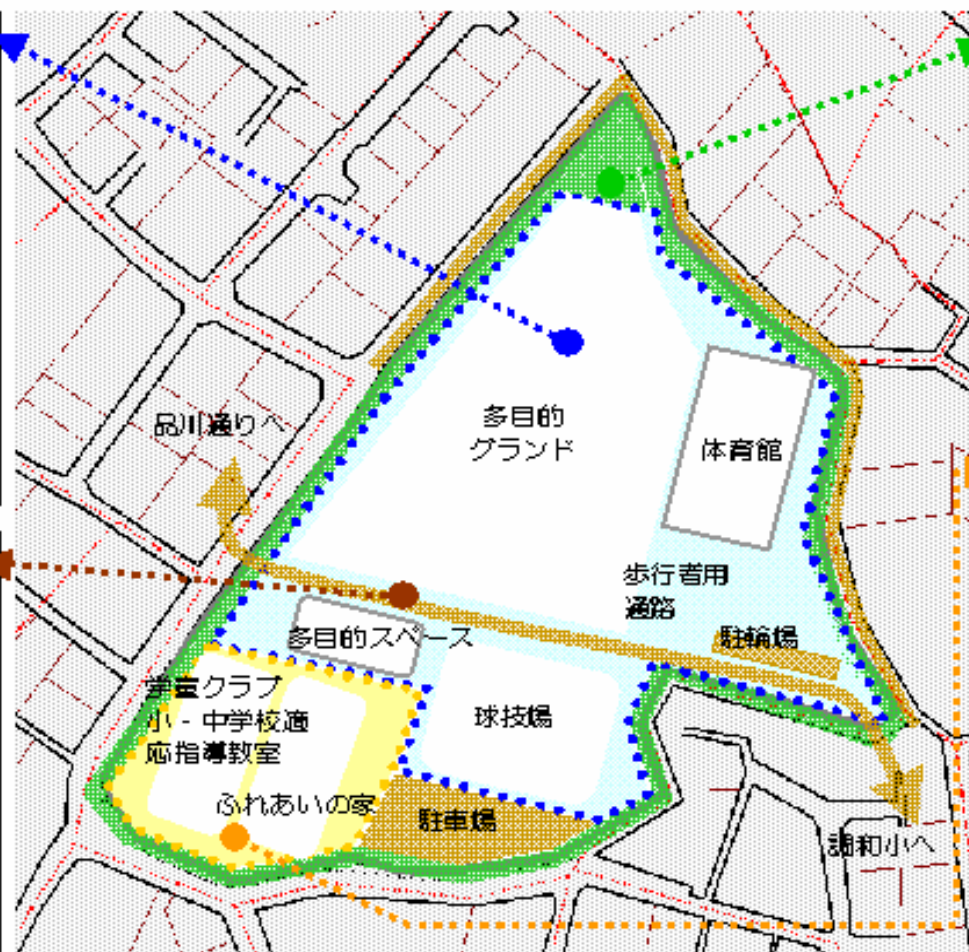 品川通りへ
多目的
グランド
体育館
歩行者用
通路
駐輪場
多目的スペース
学童クラブ
小・中学校適
応指導教室
球技場
ふれあいの家
駐車場
調和小へ